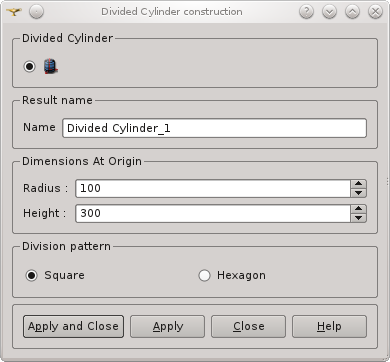 Divided Cylinder construction
Divided Cylinder
Result name
Name Divided Cylinder_1
Dimensions At Origin
Radius : 100
Height : 300
Division pattern
Square Hexagon
Apply and Close Apply Close Help